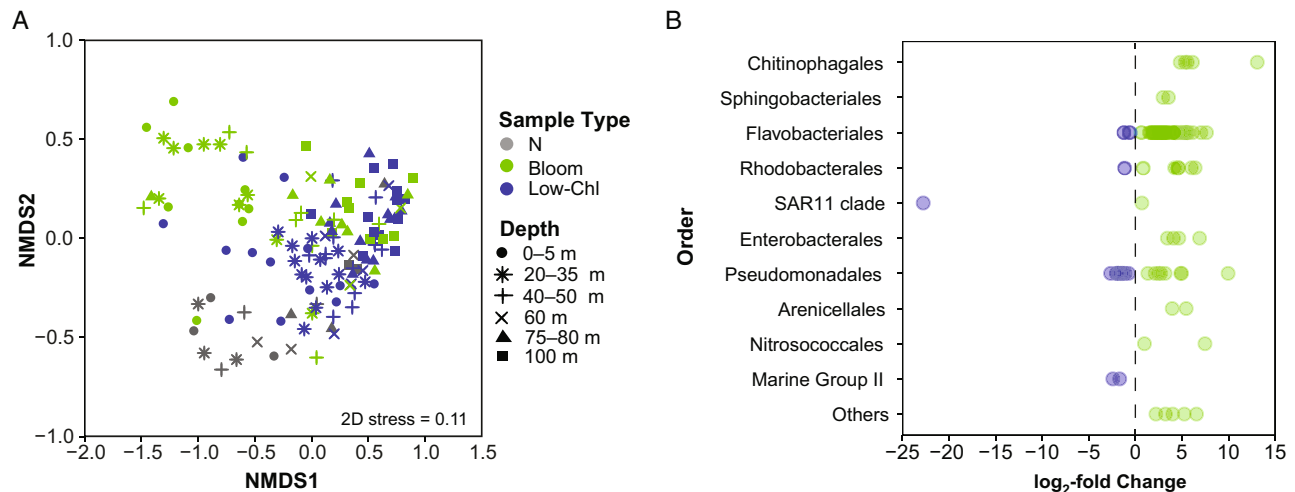 A
NMDS2
1.0
0.5
0.0
−0.5
−1.0
−2.0 −1.5 −1.0 −0.5 0.0 0.5 1.0 1.5
NMDS1
2D stress = 0.11
Sample Type
N
Bloom
Low-Chl
Depth
0–5 m
20–35 m
40–50 m
60 m
75–80 m
100 m
B
Order
Chitinophagales
Sphingobacteriales
Flavobacteriales
Rhodobacterales
SAR11 clade
Enterobacterales
Pseudomonadales
Arenicellales
Nitrosococcales
Marine Group II
Others
−25 −20 −15 −10 −5 0 5 10 15
log₂-fold Change